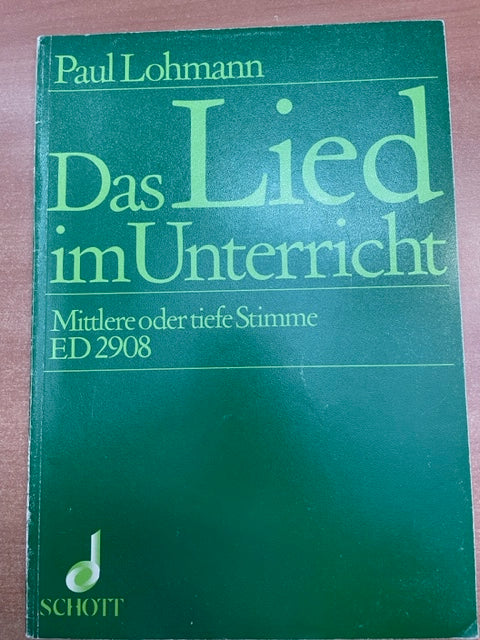 Paul Lohmann
Das Lied
im Unterricht
Mittlere oder tiefe Stimme
ED 2908
SCHOTT